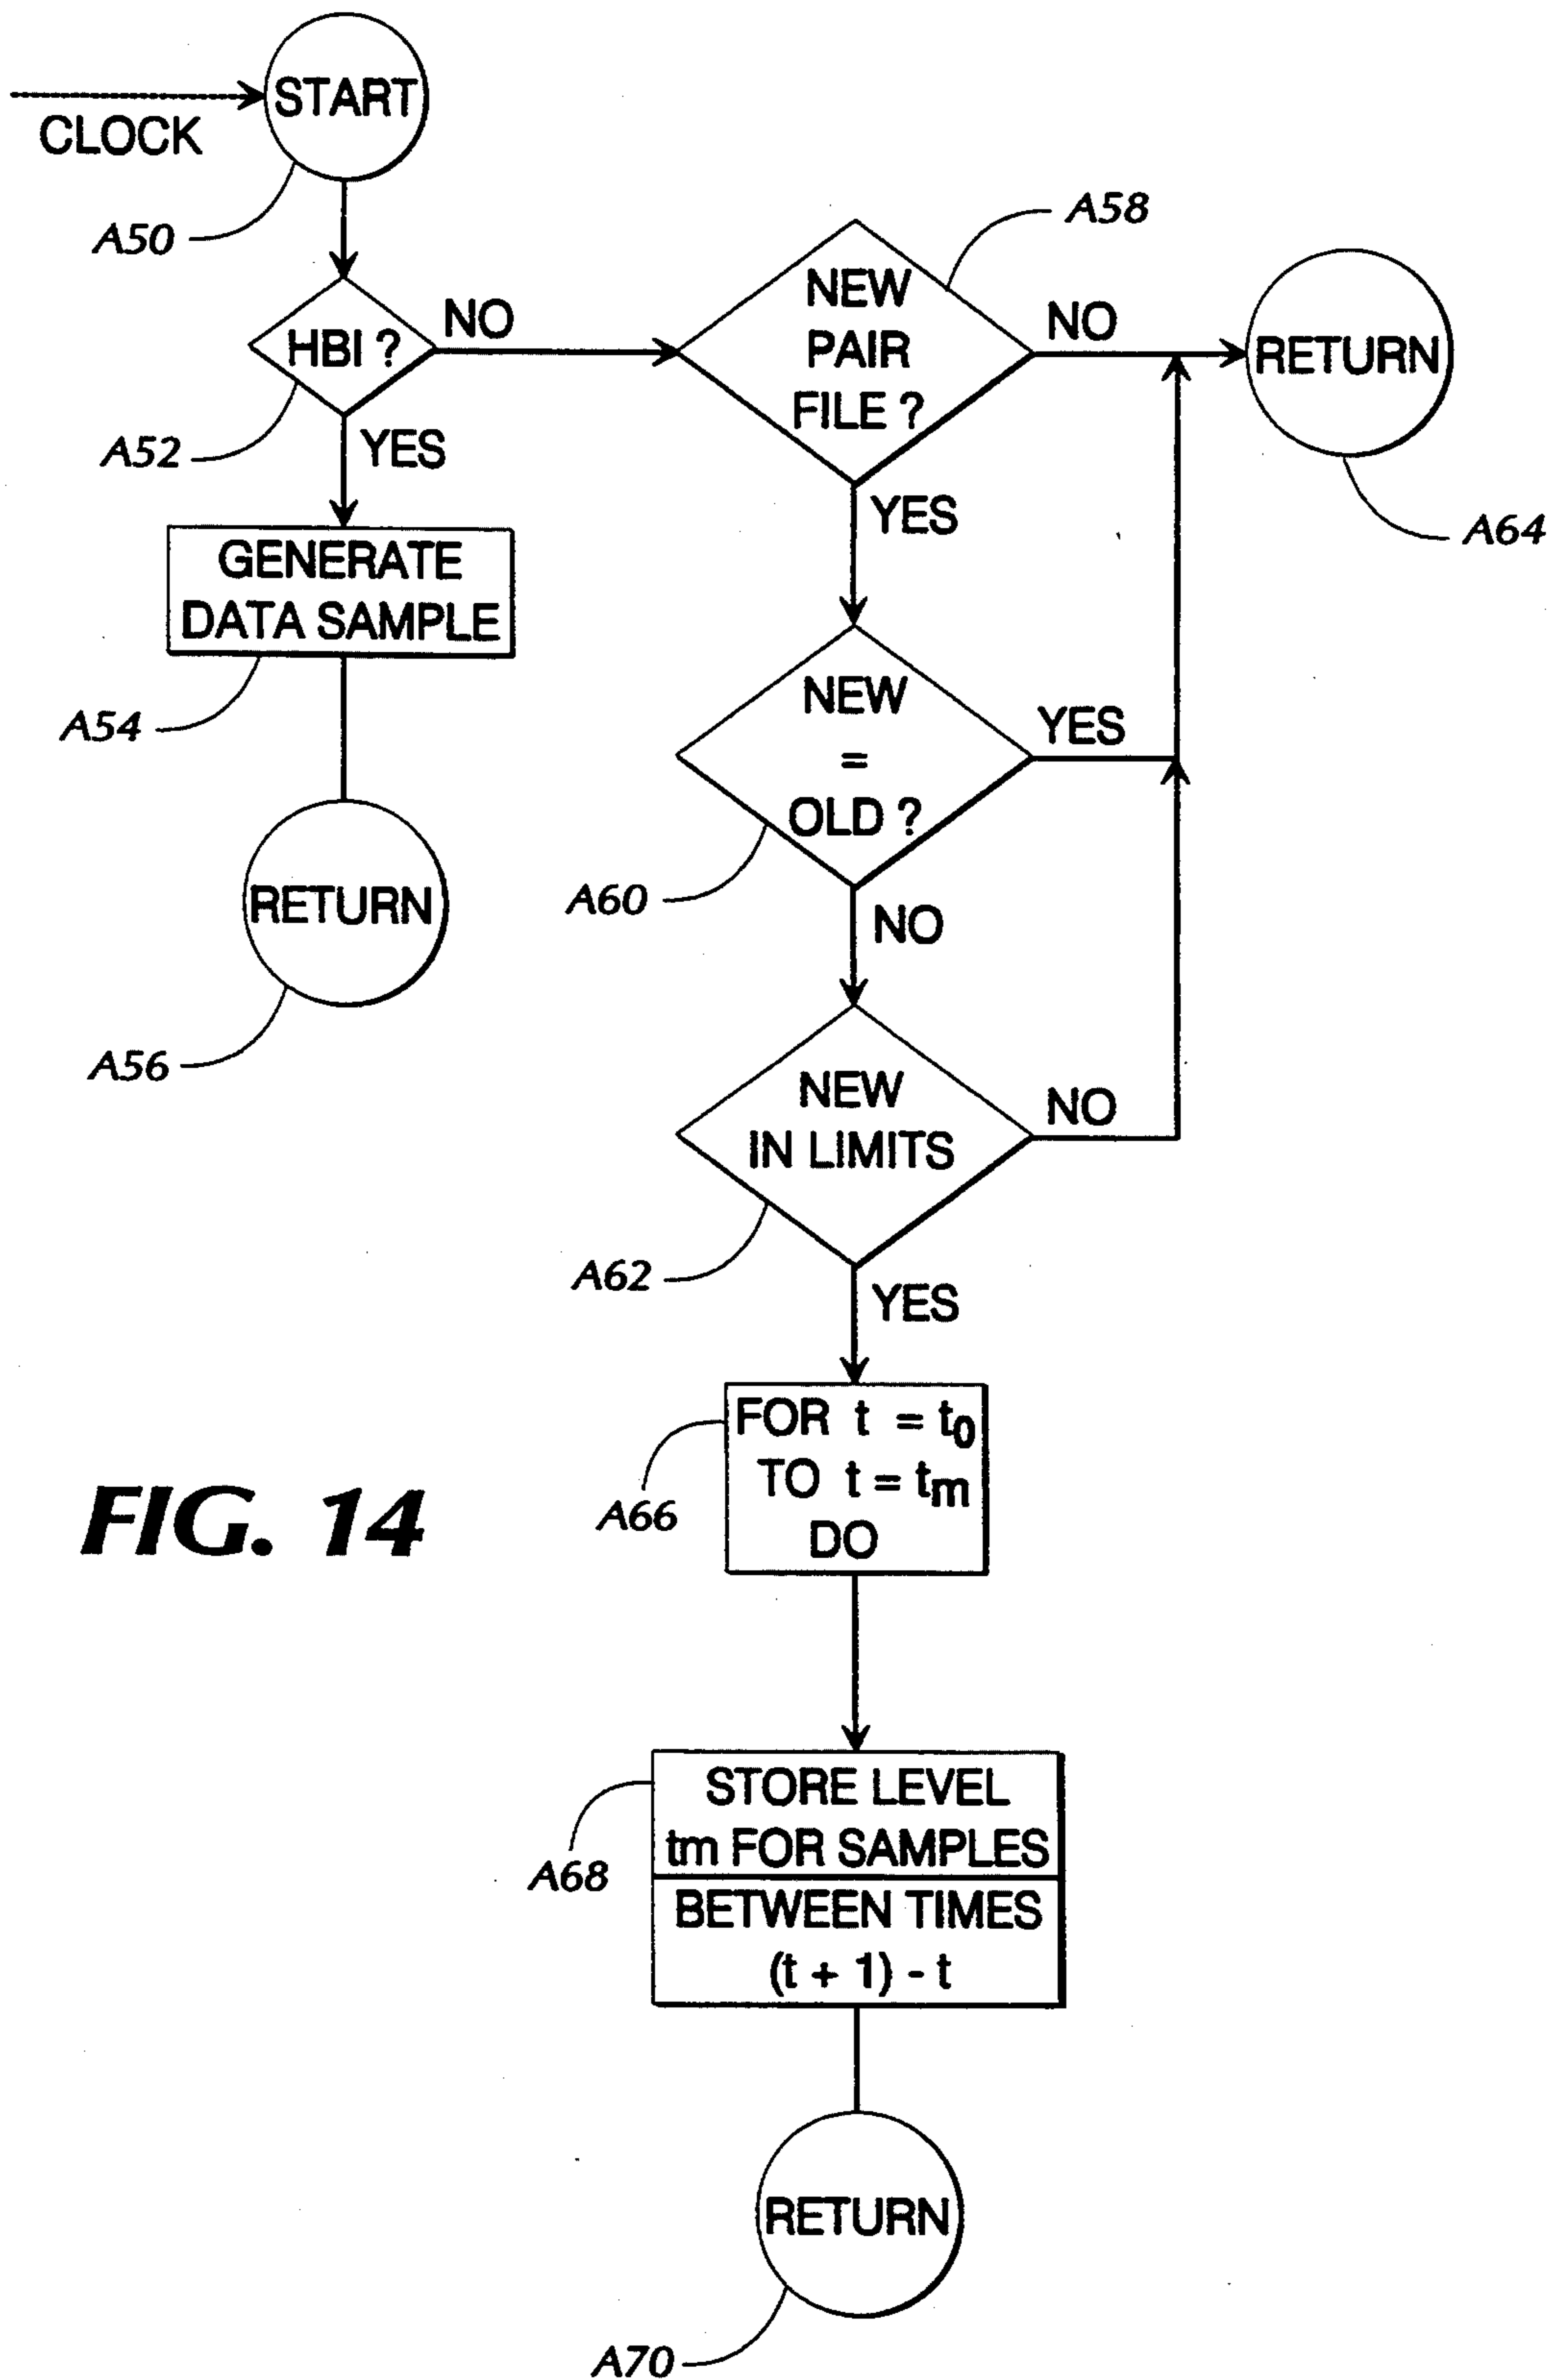 START
CLOCK
A50
HBI ?
NO
A52
YES
GENERATE
DATA SAMPLE
A54
RETURN
A56
A58
NEW
PAIR
FILE ?
NO
RETURN
A64
YES
NEW
=
OLD ?
YES
A60
NO
NEW
IN LIMITS
NO
A62
YES
FOR t = t₀
TO t = tₘ
DO
A66
FIG. 14
STORE LEVEL
tm FOR SAMPLES
A68
BETWEEN TIMES
(t + 1) - t
RETURN
A70